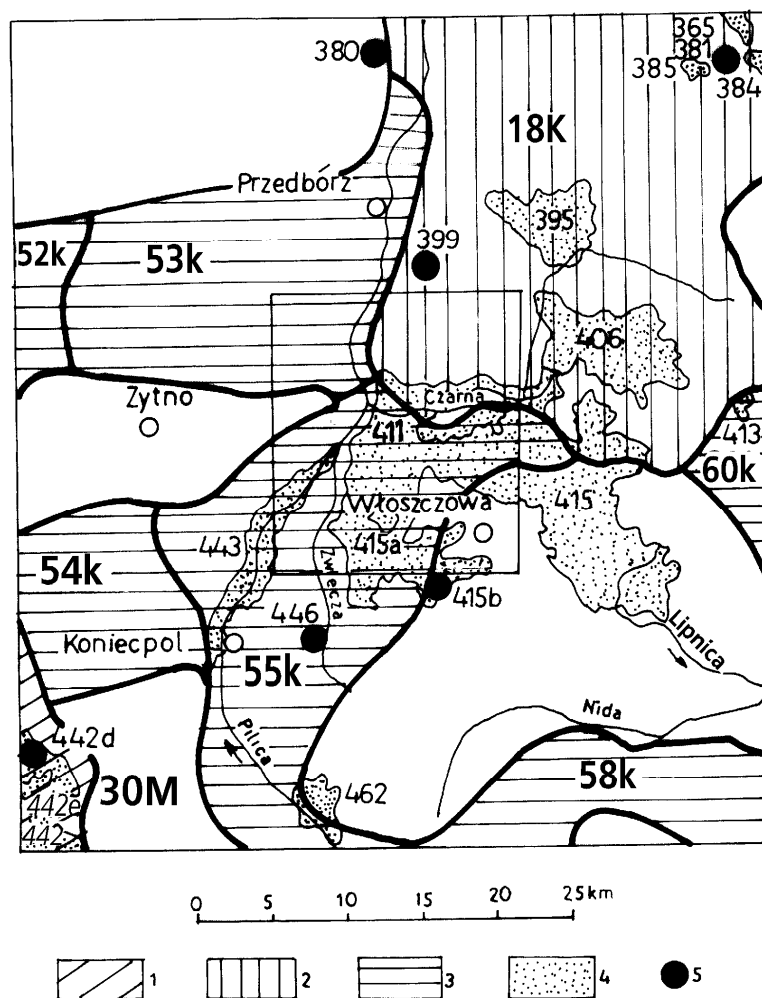 380
365
381
385
384
18K
Przedbórz
395
399
52k
53k
406
Żytno
Czarna
411
413
60k
Włoszczowa
415
443
415a
54k
Zwlecza
415b
446
Lipnica
Koniecpol
55k
Nida
442d
Pilica
30M
58k
442e
462
442
0 5 10 15 20 25 km
1 2 3 4 5